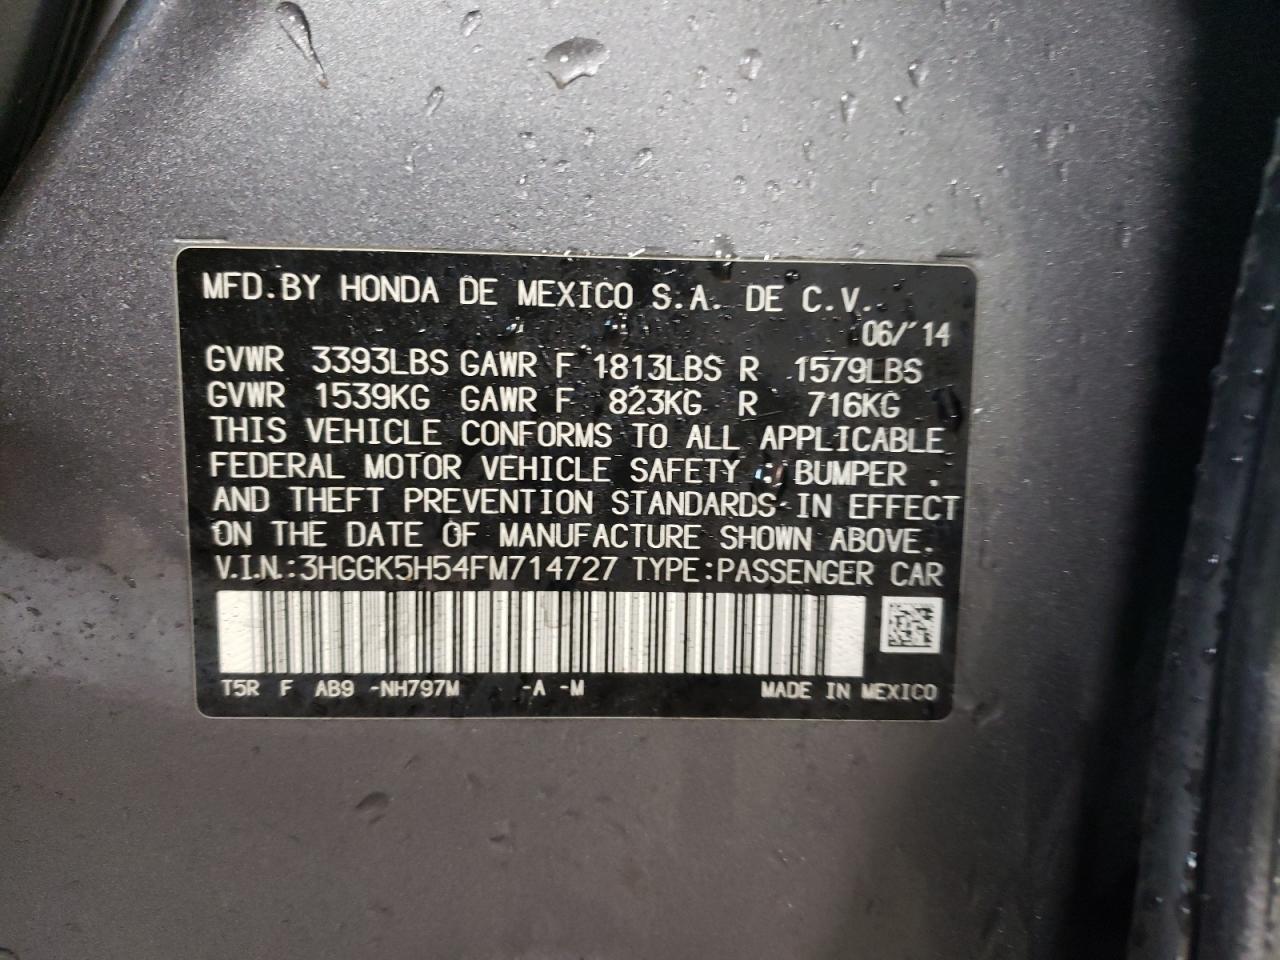 MFD.BY HONDA DE MEXICO S.A. DE C.V.
06/'14
GVWR 3393LBS GAWR F 1813LBS R 1579LBS
GVWR 1539KG GAWR F 823KG R 716KG
THIS VEHICLE CONFORMS TO ALL APPLICABLE
FEDERAL MOTOR VEHICLE SAFETY , BUMPER ,
AND THEFT PREVENTION STANDARDS IN EFFECT
ON THE DATE OF MANUFACTURE SHOWN ABOVE.
V.I.N.:3HGGK5H54FM714727 TYPE:PASSENGER CAR
T5R F AB9 -NH797M -A -M MADE IN MEXICO